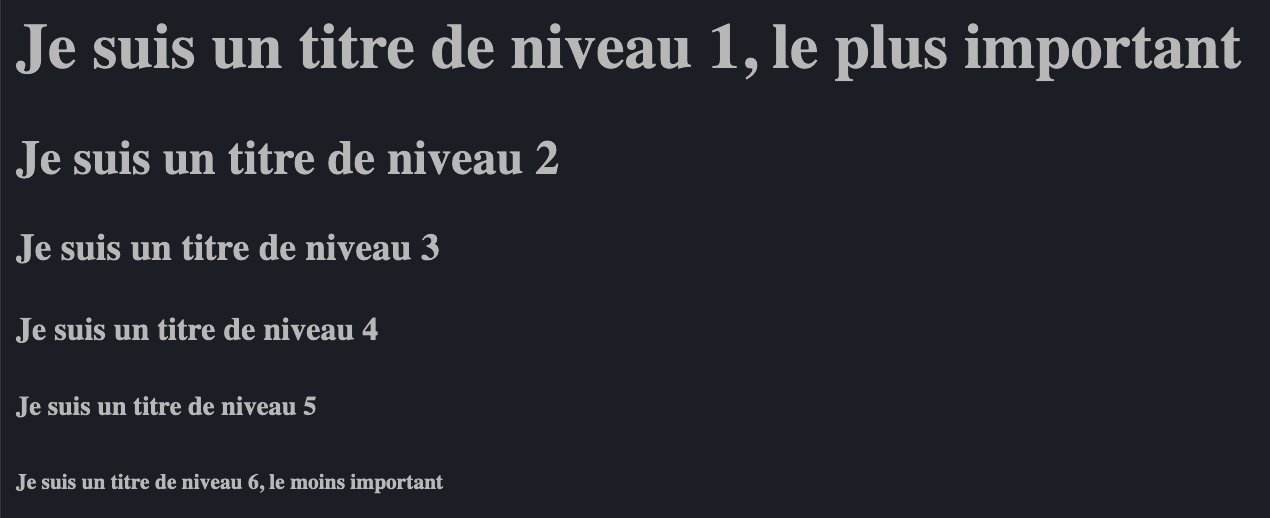 Je suis un titre de niveau 1, le plus important
Je suis un titre de niveau 2
Je suis un titre de niveau 3
Je suis un titre de niveau 4
Je suis un titre de niveau 5
Je suis un titre de niveau 6, le moins important